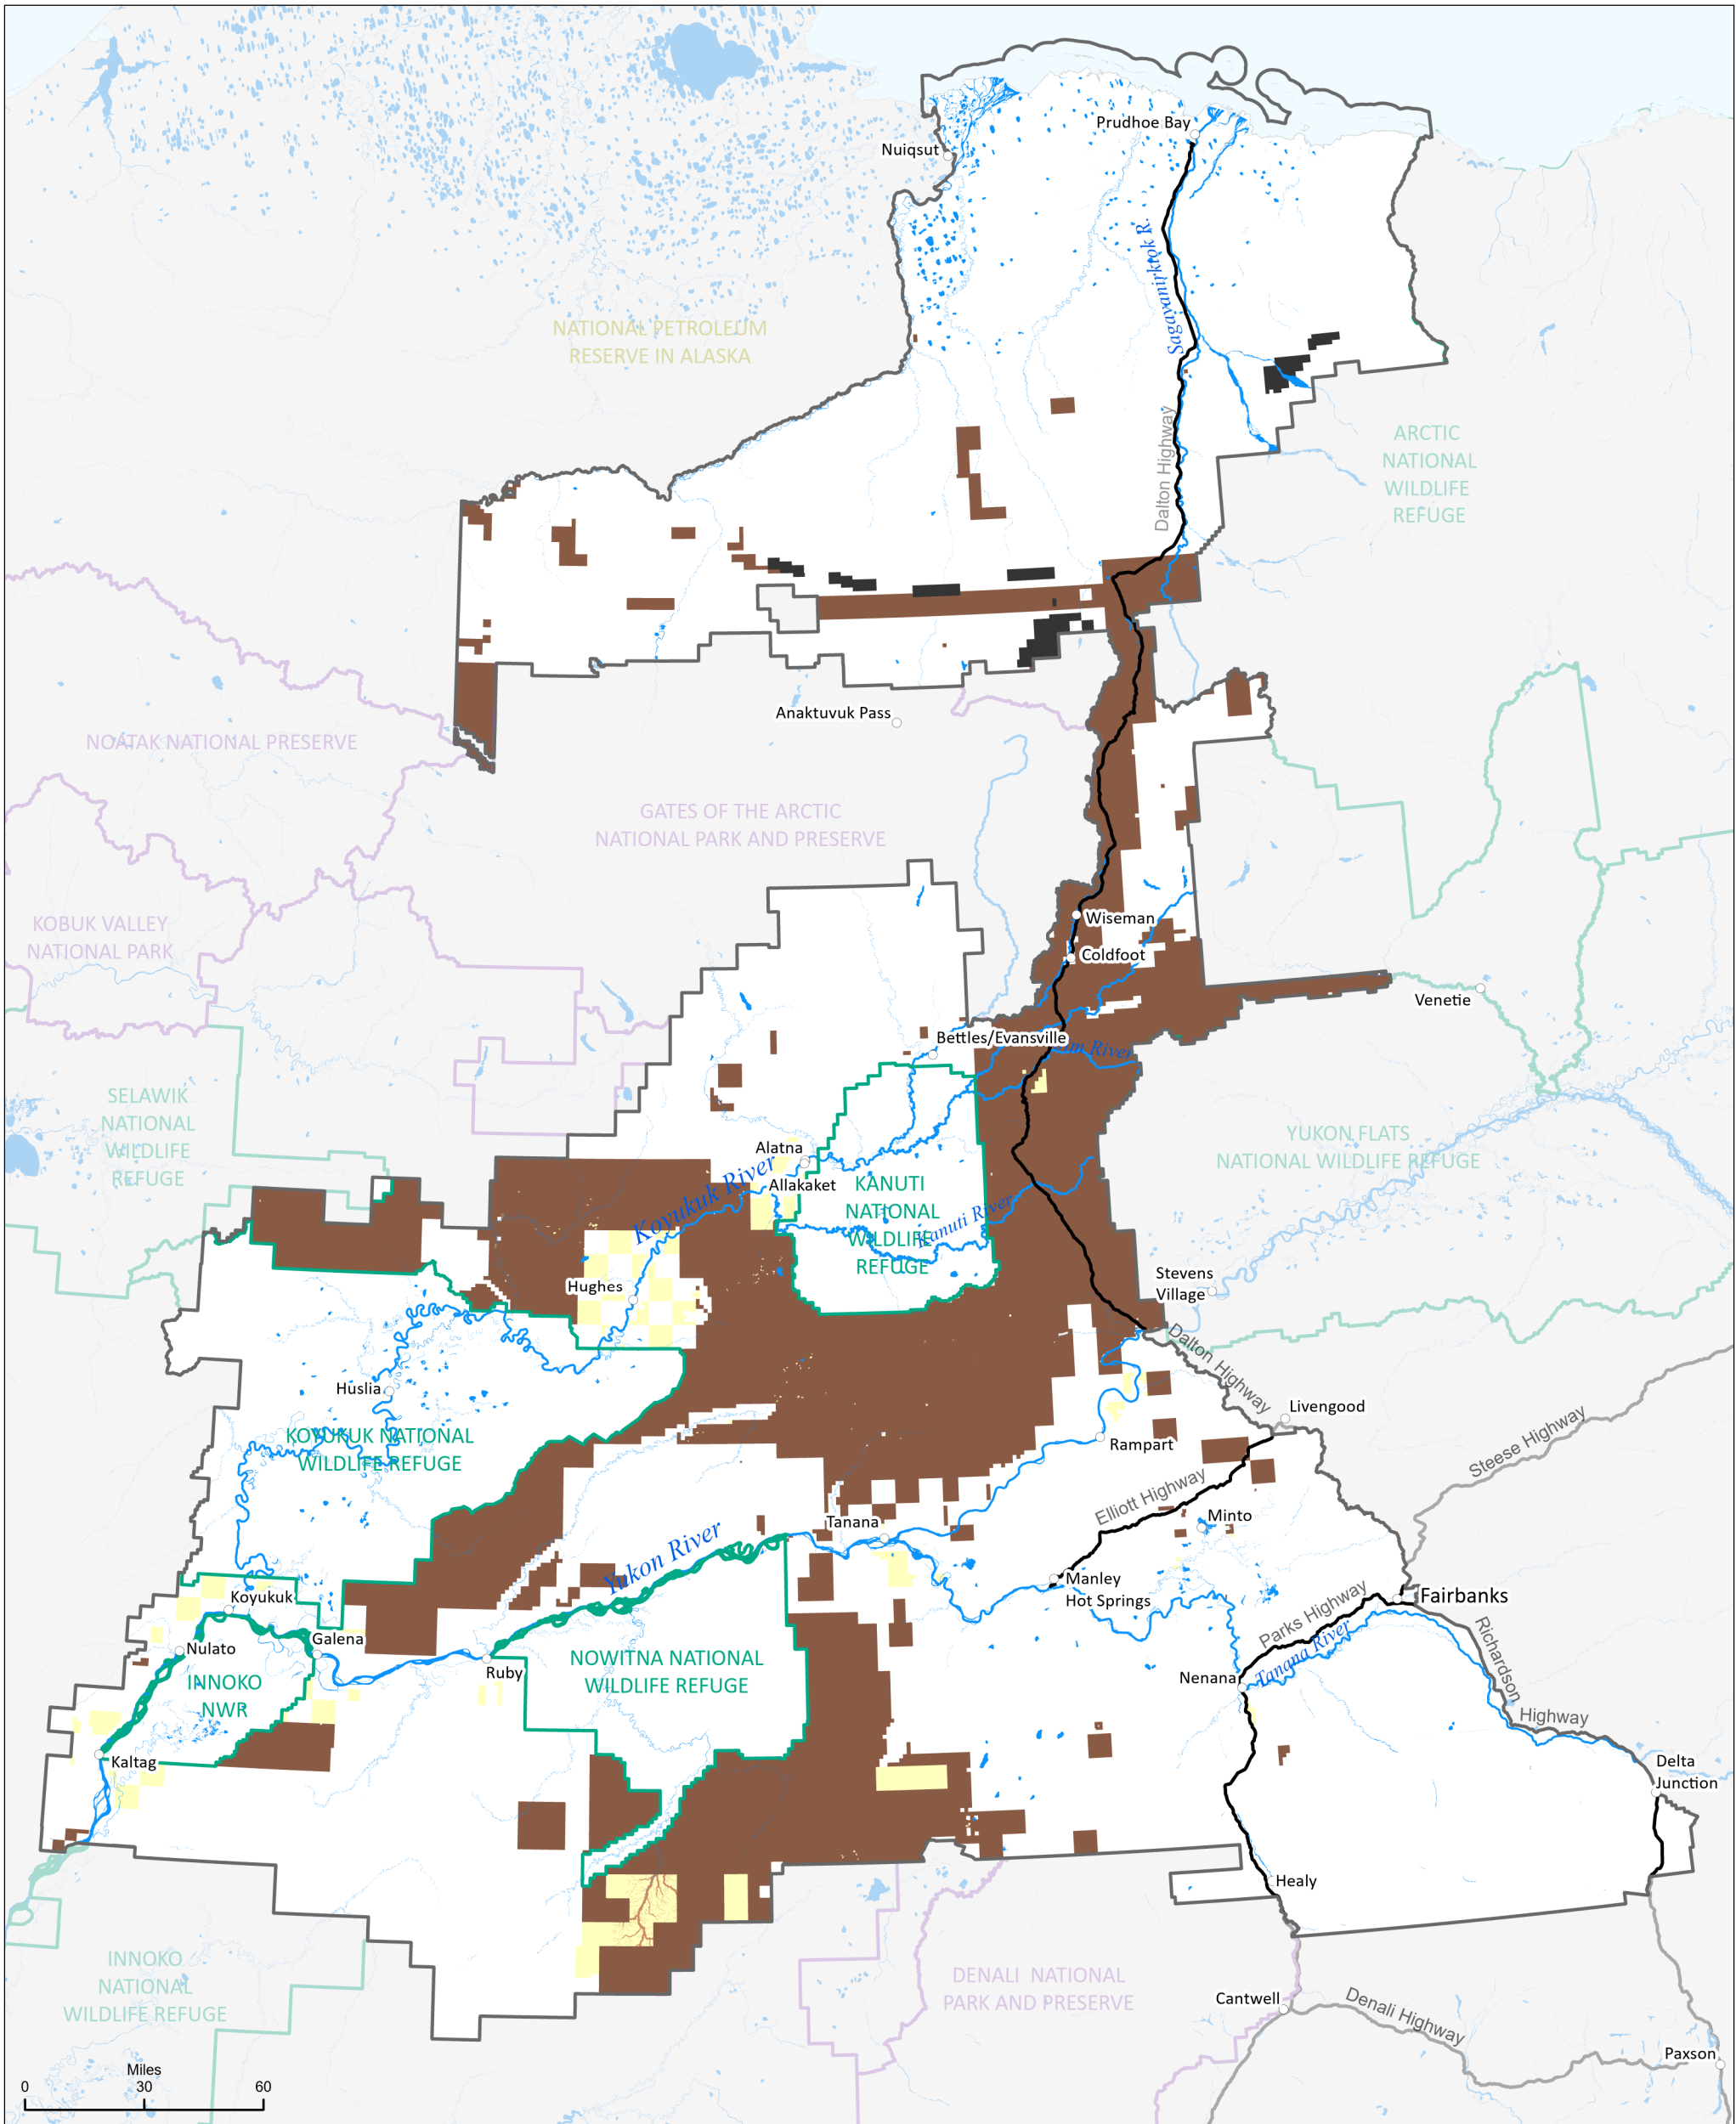 Prudhoe Bay
Nuiqsut
Sagavanirktok R.
NATIONAL PETROLEUM
RESERVE IN ALASKA
Dalton Highway
ARCTIC
NATIONAL
WILDLIFE
REFUGE
Anaktuvuk Pass
NOATAK NATIONAL PRESERVE
GATES OF THE ARCTIC
NATIONAL PARK AND PRESERVE
KOBUK VALLEY
NATIONAL PARK
Wiseman
Coldfoot
Venetie
Bettles/Evansville
River
SELAWIK
NATIONAL
WILDLIFE
REFUGE
YUKON FLATS
NATIONAL WILDLIFE REFUGE
Alatna
Allakaket
Koyukuk River
KANUTI
NATIONAL
WILDLIFE
REFUGE
Kanuti River
Hughes
Stevens
Village
Dalton Highway
Huslia
Livengood
KOYUKUK NATIONAL
WILDLIFE REFUGE
Rampart
Steese Highway
Elliott Highway
Minto
Tanana
Yukon River
Manley
Hot Springs
Fairbanks
Parks Highway
Koyukuk
Galena
Nulato
Ruby
NOWITNA NATIONAL
WILDLIFE REFUGE
Nenana
Tanana River
Richardson
Highway
INNOKO
NWR
Kaltag
Delta
Junction
Healy
INNOKO
NATIONAL
WILDLIFE REFUGE
DENALI NATIONAL
PARK AND PRESERVE
Cantwell
Denali Highway
Paxson
Miles
0 30 60